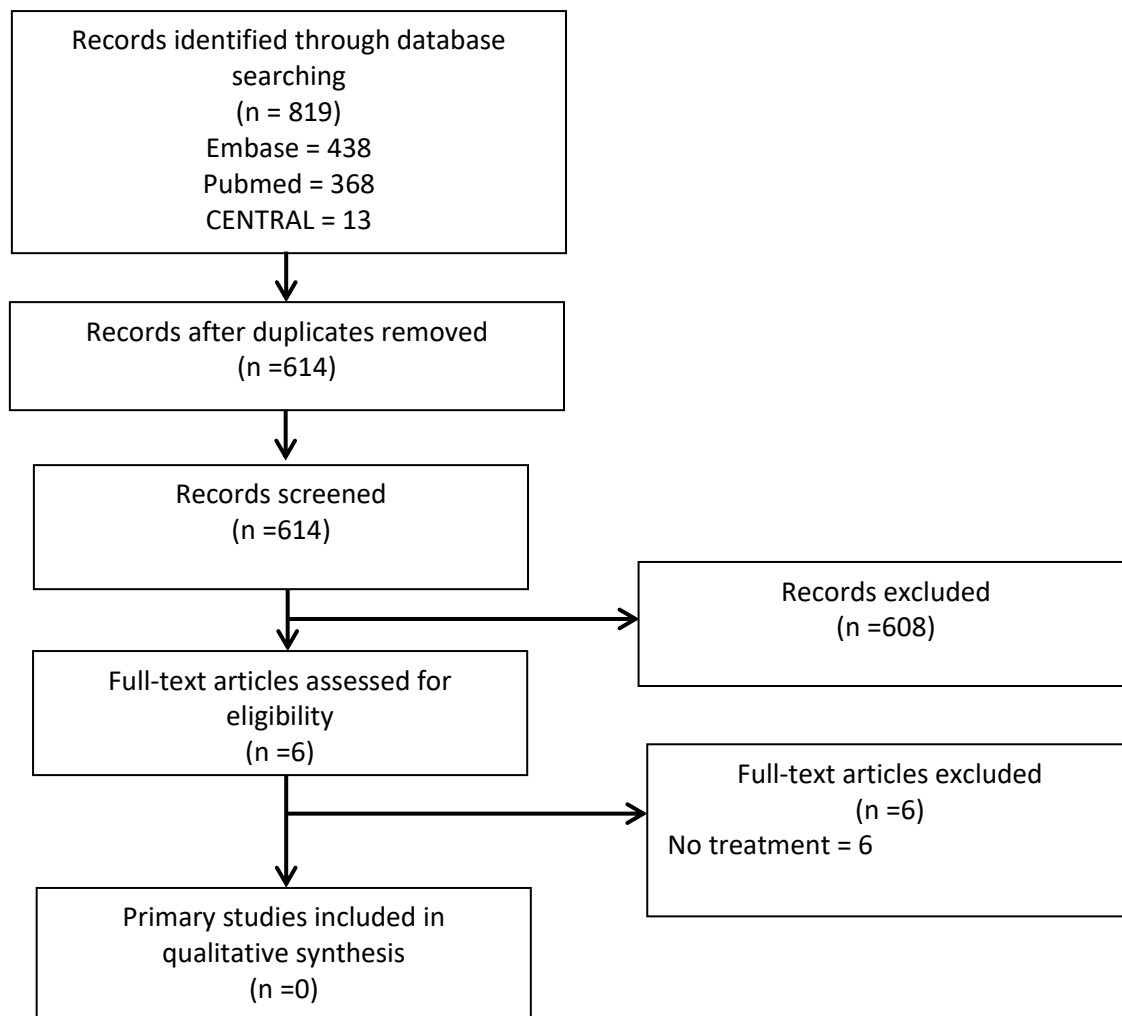 Records identified through database
searching
(n = 819)
Embase = 438
Pubmed = 368
CENTRAL = 13
Records after duplicates removed
(n =614)
Records screened
(n =614)
Records excluded
(n =608)
Full-text articles assessed for
eligibility
(n =6)
Full-text articles excluded
(n =6)
No treatment = 6
Primary studies included in
qualitative synthesis
(n =0)